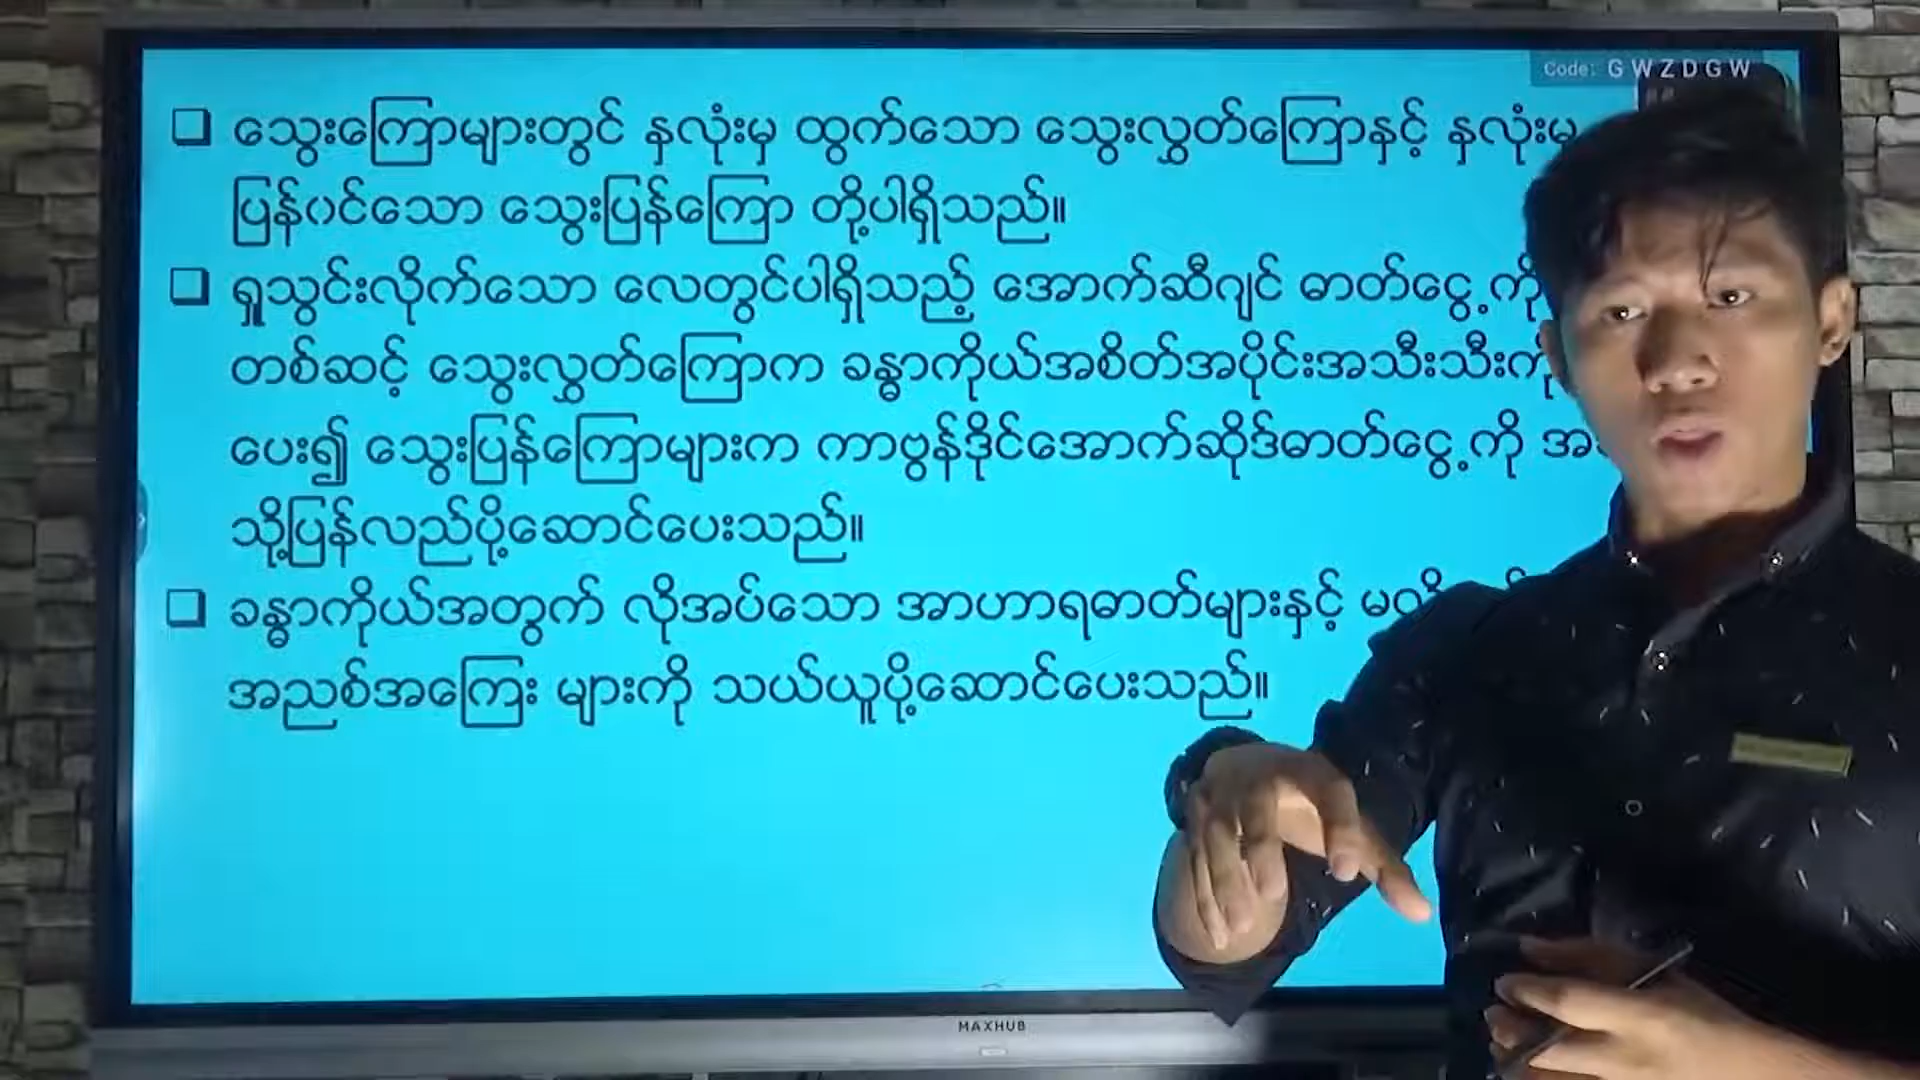 Code: GWZDGW
❑ သွေးကြောများတွင် နှလုံးမှ ထွက်သော သွေးလွှတ်ကြောနှင့် နှလုံးမှ
ပြန်ဝင်သော သွေးပြန်ကြော တို့ပါရှိသည်။
❑ ရှူသွင်းလိုက်သော လေတွင်ပါရှိသည့် အောက်ဆီဂျင် ဓာတ်ငွေ့ကို
တစ်ဆင့် သွေးလွှတ်ကြောက ခန္ဓာကိုယ်အစိတ်အပိုင်းအသီးသီးကို
ပေး၍ သွေးပြန်ကြောများက ကာဗွန်ဒိုင်အောက်ဆိုဒ်ဓာတ်ငွေ့ကို
သို့ပြန်လည်ပို့ဆောင်ပေးသည်။
❑ ခန္ဓာကိုယ်အတွက် လိုအပ်သော အာဟာရဓာတ်များနှင့်
အညစ်အကြေး များကို သယ်ယူပို့ဆောင်ပေးသည်။
MAXHUB